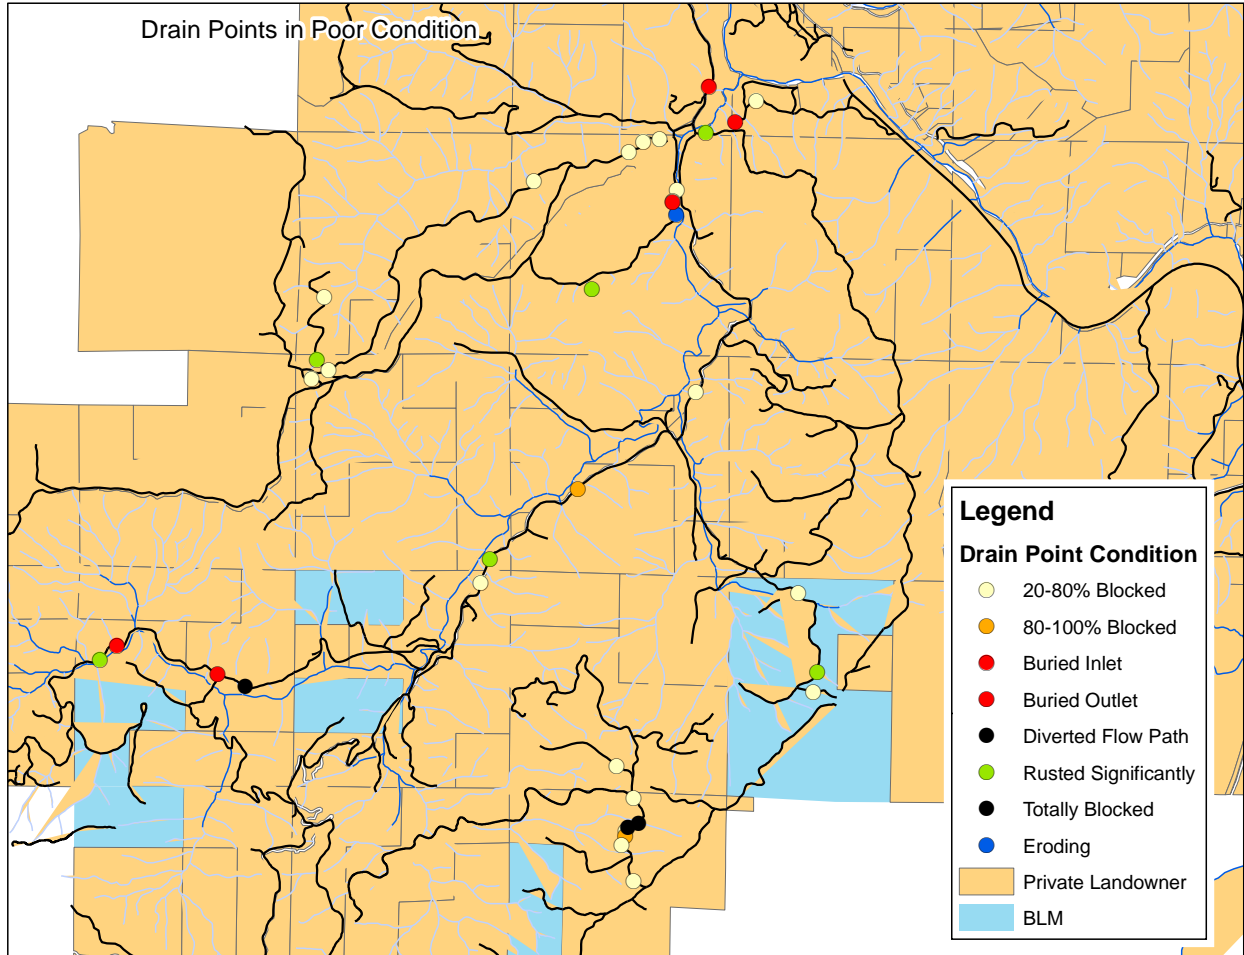 Drain Points in Poor Condition
Legend
Drain Point Condition
20-80% Blocked
80-100% Blocked
Buried Inlet
Buried Outlet
Diverted Flow Path
Rusted Significantly
Totally Blocked
Eroding
Private Landowner
BLM